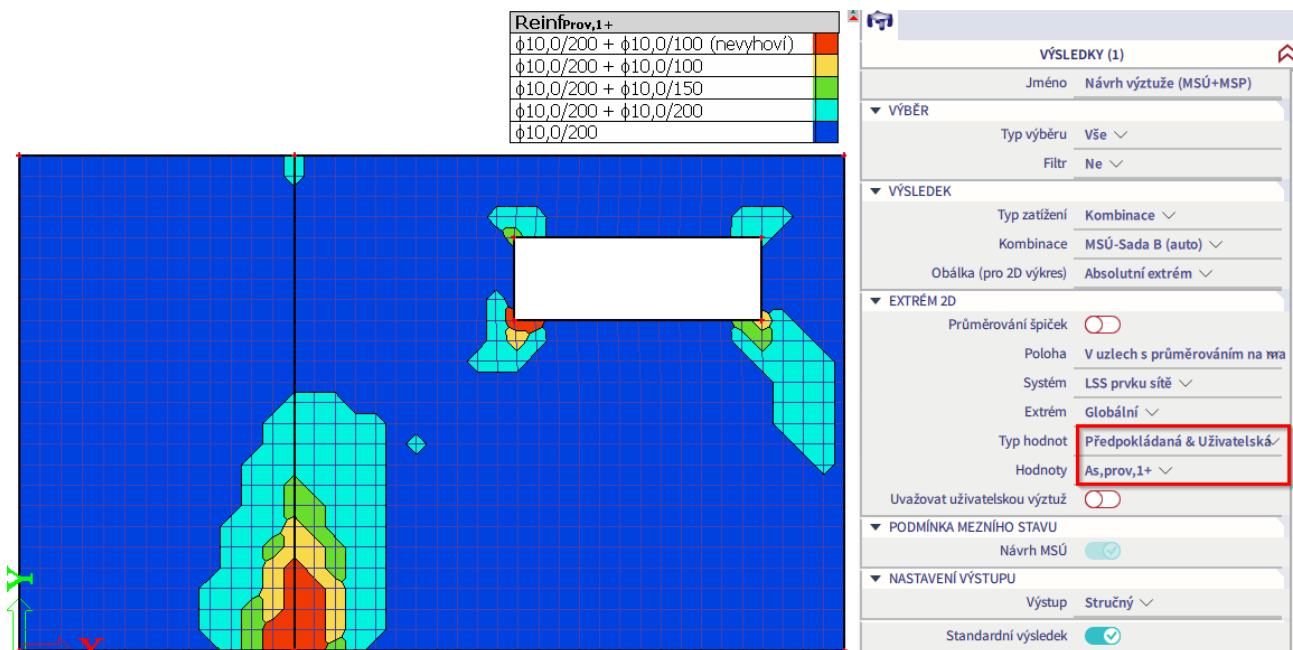 ReinfProv,1+
ϕ10,0/200 + ϕ10,0/100 (nevyhoví)
ϕ10,0/200 + ϕ10,0/100
ϕ10,0/200 + ϕ10,0/150
ϕ10,0/200 + ϕ10,0/200
ϕ10,0/200
Y
X
VÝSLEDKY (1)
Jméno Návrh výztuže (MSÚ+MSP)
VÝBĚR
Typ výběru Vše
Filtr Ne
VÝSLEDEK
Typ zatížení Kombinace
Kombinace MSÚ-Sada B (auto)
Obálka (pro 2D výkres) Absolutní extrém
EXTRÉM 2D
Průměrování špiček
Poloha V uzlech s průměrováním na
Systém LSS prvku sítě
Extrém Globální
Typ hodnot Předpokládaná & Uživatelská
Hodnoty As,prov,1+
Uvažovat uživatelskou výztuž
PODMÍNKA MEZNÍHO STAVU
Návrh MSÚ
NASTAVENÍ VÝSTUPU
Výstup Stručný
Standardní výsledek